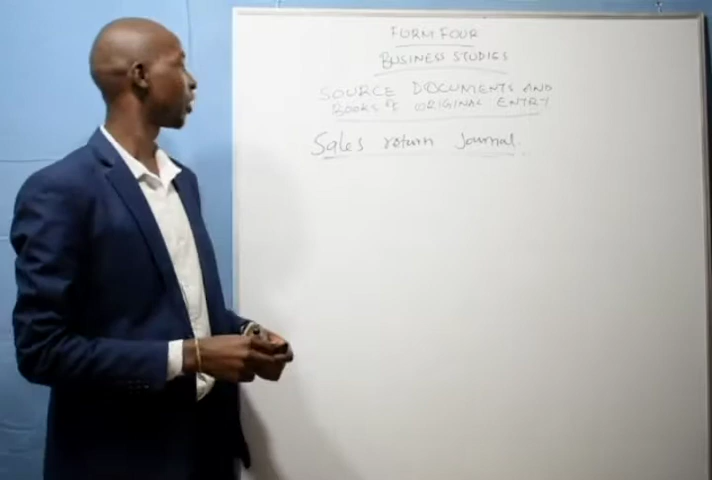 FORM FOUR
BUSINESS STUDIES
SOURCE DOCUMENTS AND
BOOKS OF ORIGINAL ENTRY
Sales return Journal.